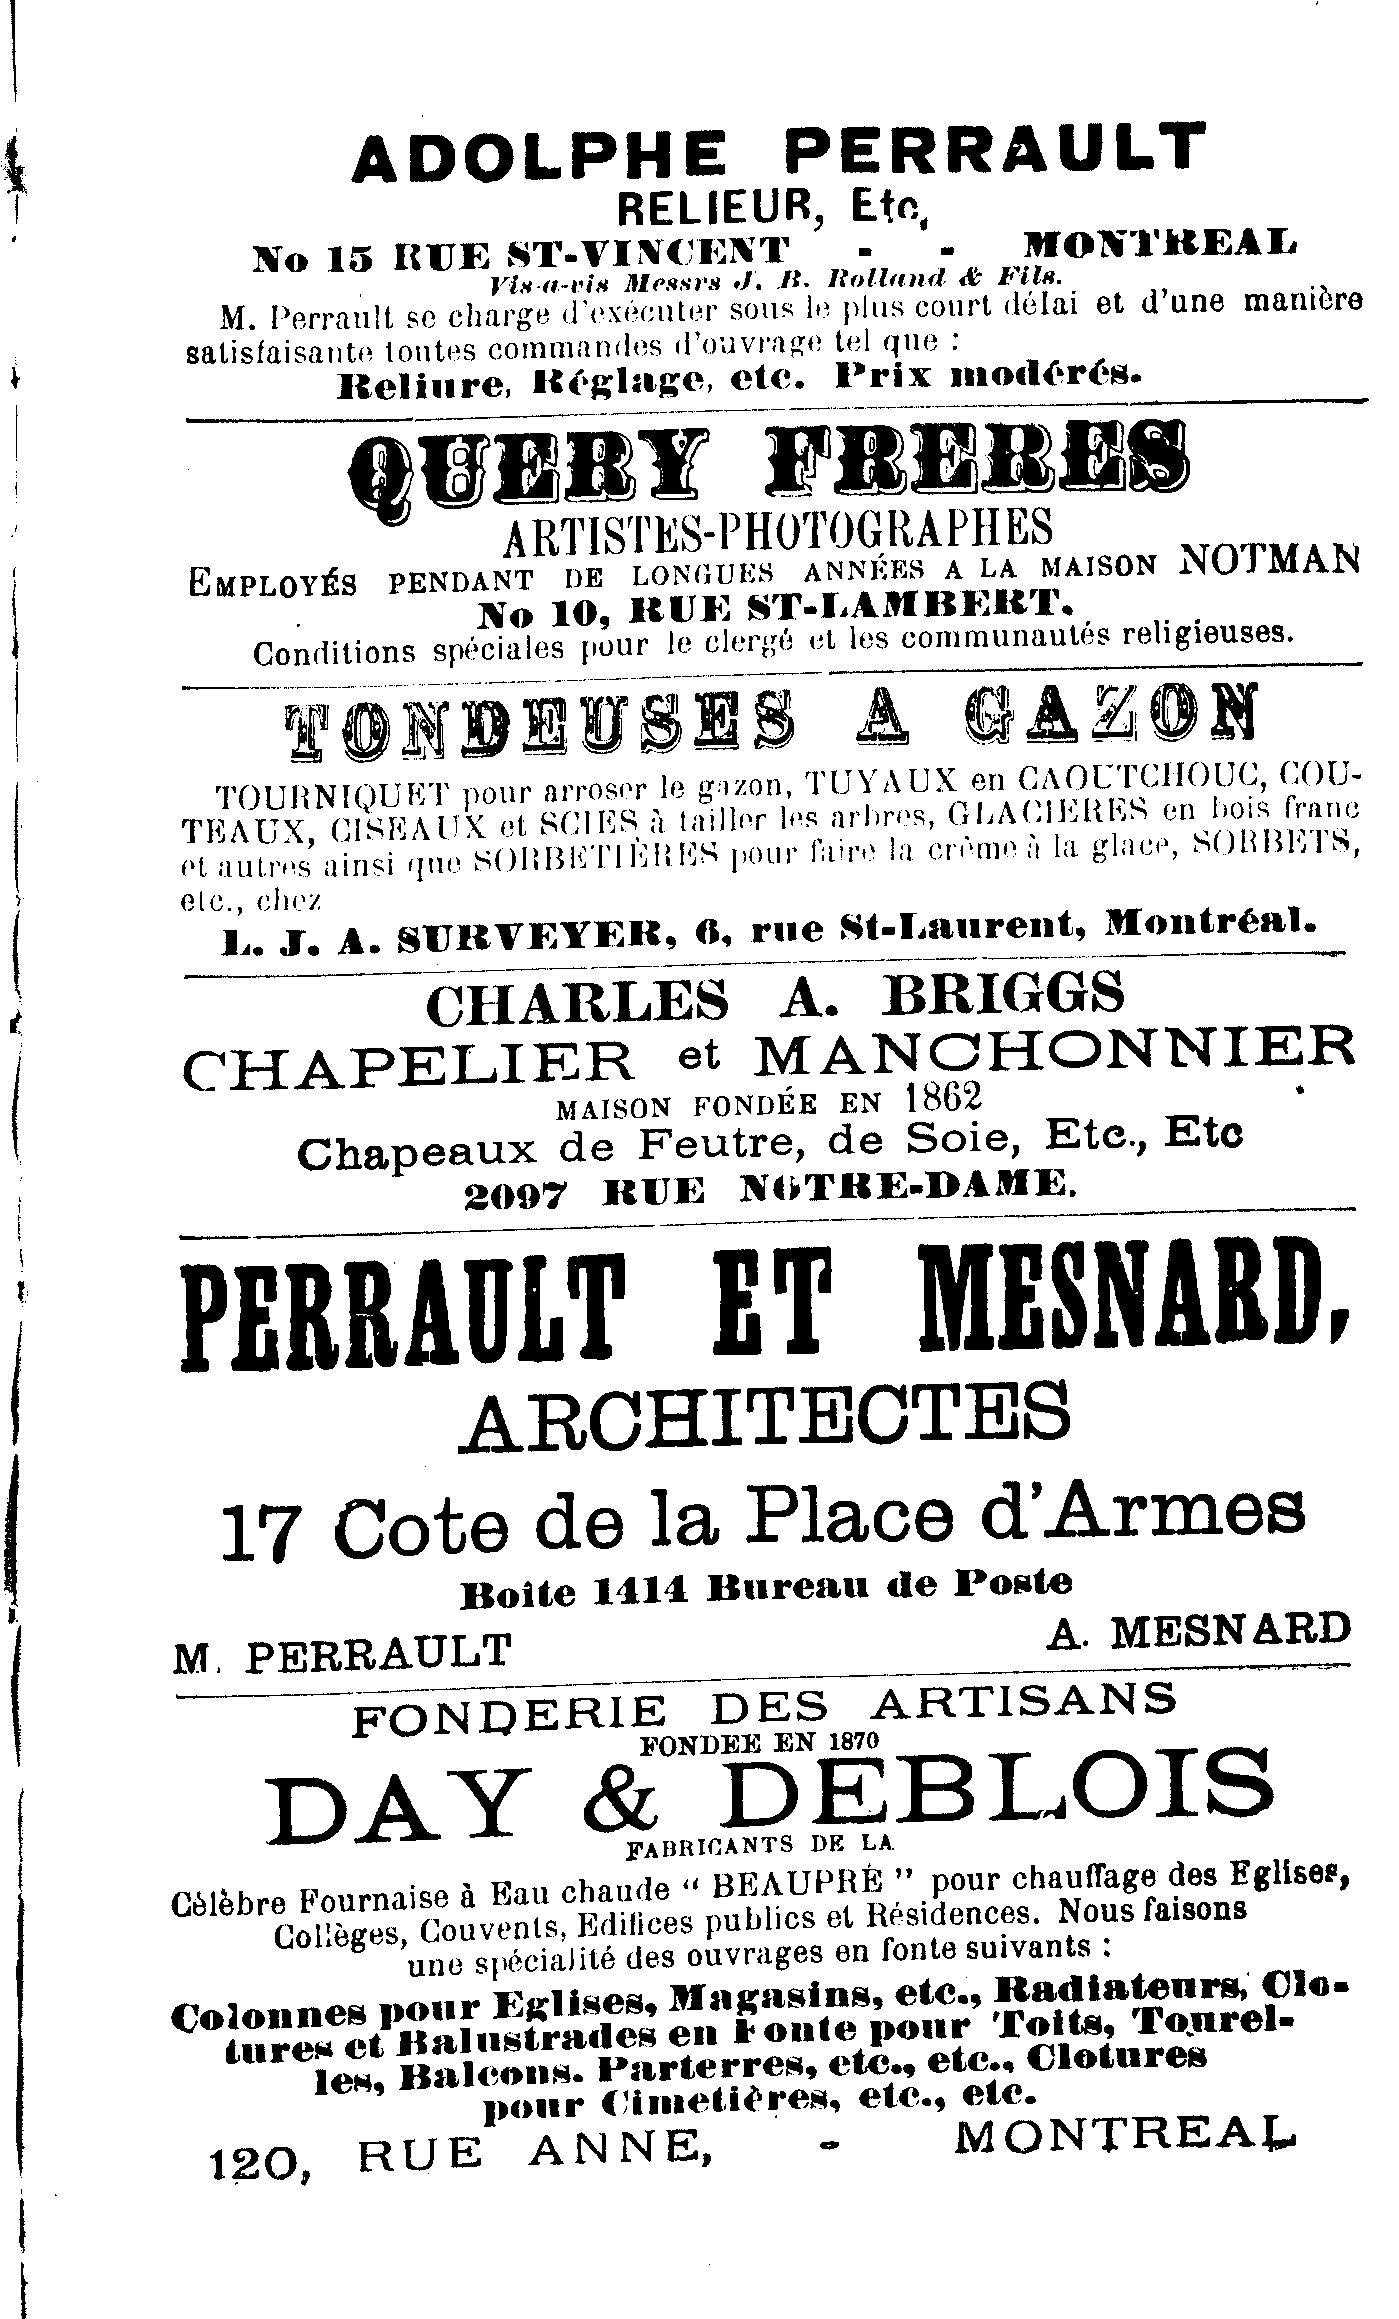 ADOLPHE PERRAULT
RELIEUR, Etc,
No 15 RUE ST-VINCENT - - MONTREAL
Vis-a-vis Messrs J. B. Rolland & Fils.
M. Perrault se charge d'exécuter sous le plus court délai et d'une manière
satisfaisante toutes commandes d'ouvrage tel que :
Reliure, Réglage, etc. Prix modérés.
QUERY FRERES
ARTISTES-PHOTOGRAPHES
EMPLOYÉS PENDANT DE LONGUES ANNÉES A LA MAISON NOTMAN
No 10, RUE ST-LAMBERT.
Conditions spéciales pour le clergé et les communautés religieuses.
TONDEUSES A GAZON
TOURNIQUET pour arroser le gazon, TUYAUX en CAOUTCHOUC, COU-
TEAUX, CISEAUX et SCIES à tailler les arbres, GLACIERES en bois franc
et autres ainsi que SORBETIÈRES pour faire la crème à la glace, SORBETS,
etc., chez
L. J. A. SURVEYER, 6, rue St-Laurent, Montréal.
CHARLES A. BRIGGS
CHAPELIER et MANCHONNIER
MAISON FONDÉE EN 1862
Chapeaux de Feutre, de Soie, Etc., Etc
2097 RUE NOTRE-DAME.
PERRAULT ET MESNARD,
ARCHITECTES
17 Cote de la Place d'Armes
Boîte 1414 Bureau de Poste
M. PERRAULT A. MESNARD
FONDERIE DES ARTISANS
FONDEE EN 1870
DAY & DEBLOIS
FABRICANTS DE LA
Célèbre Fournaise à Eau chaude " BEAUPRÉ " pour chauffage des Eglises,
Collèges, Couvents, Edifices publics et Résidences. Nous faisons
une spécialité des ouvrages en fonte suivants :
Colonnes pour Eglises, Magasins, etc., Radiateurs, Clo-
tures et Balustrades en Fonte pour Toits, Tourel-
les, Balcons. Parterres, etc., etc., Clotures
pour Cimetières, etc., etc.
120, RUE ANNE, - MONTREAL